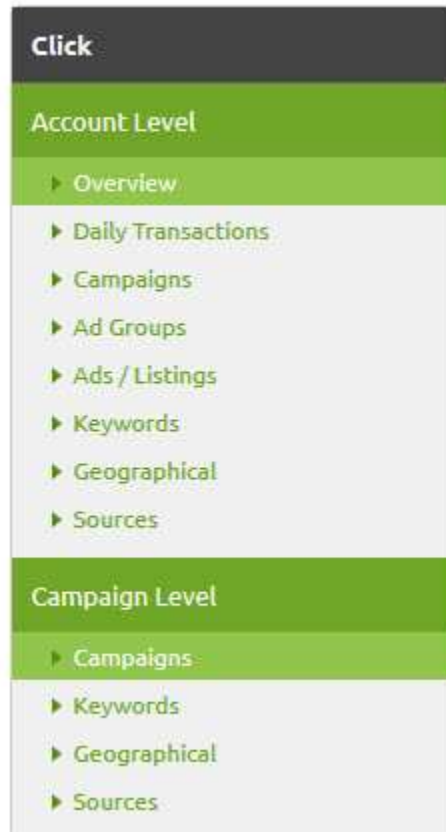 Click
Account Level
Overview
Daily Transactions
Campaigns
Ad Groups
Ads / Listings
Keywords
Geographical
Sources
Campaign Level
Campaigns
Keywords
Geographical
Sources